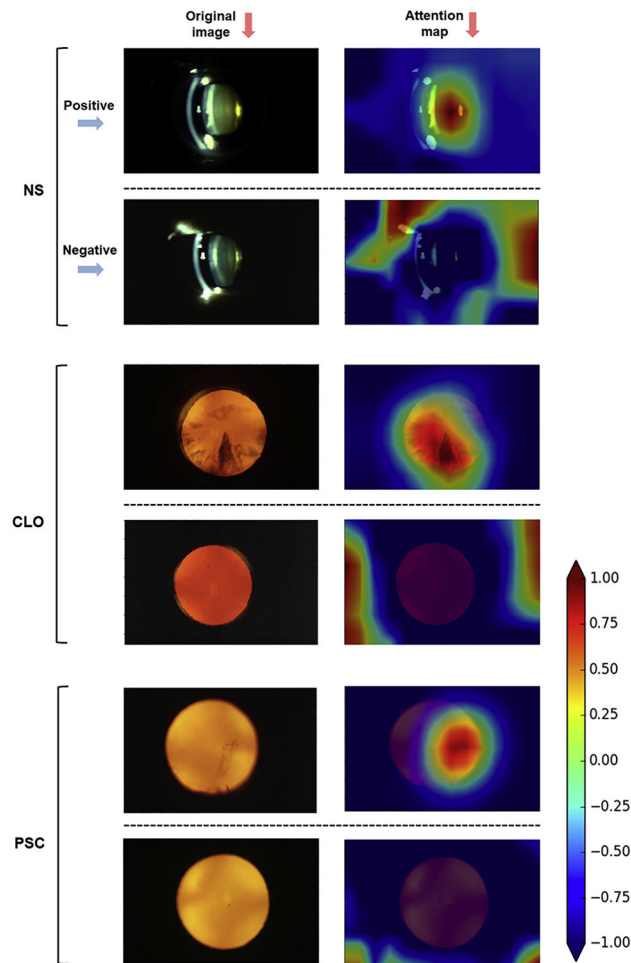 Original
image
Attention
map
Positive
NS
Negative
CLO
PSC
1.00
0.75
0.50
0.25
0.00
−0.25
−0.50
−0.75
−1.00